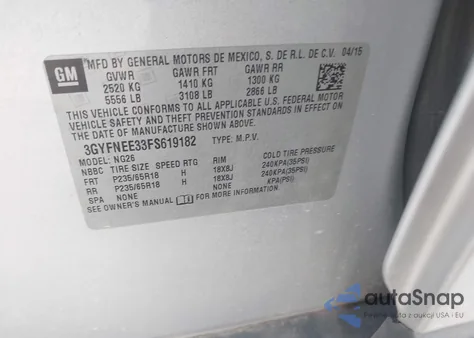 GM
MFD BY GENERAL MOTORS DE MEXICO, S. DE R.L. DE C.V. 04/15
GVWR GAWR FRT GAWR RR
2520 KG 1410 KG 1300 KG
5556 LB 3108 LB 2866 LB
THIS VEHICLE CONFORMS TO ALL APPLICABLE U.S. FEDERAL MOTOR
VEHICLE SAFETY AND THEFT PREVENTION STANDARDS IN EFFECT ON
THE DATE OF MANUFACTURE SHOWN ABOVE.
3GYFNEE33FS619182 TYPE: M.P.V.
NBBC NG26
TIRE SIZE SPEED RTG RIM COLD TIRE PRESSURE
FRT P235/65R18 H 18X8J 240KPA(35PSI)
RR P235/65R18 H 18X8J 240KPA(35PSI)
SPA NONE NONE KPA(PSI)
SEE OWNER'S MANUAL FOR ADDITIONAL INFORMATION.
autoSnap